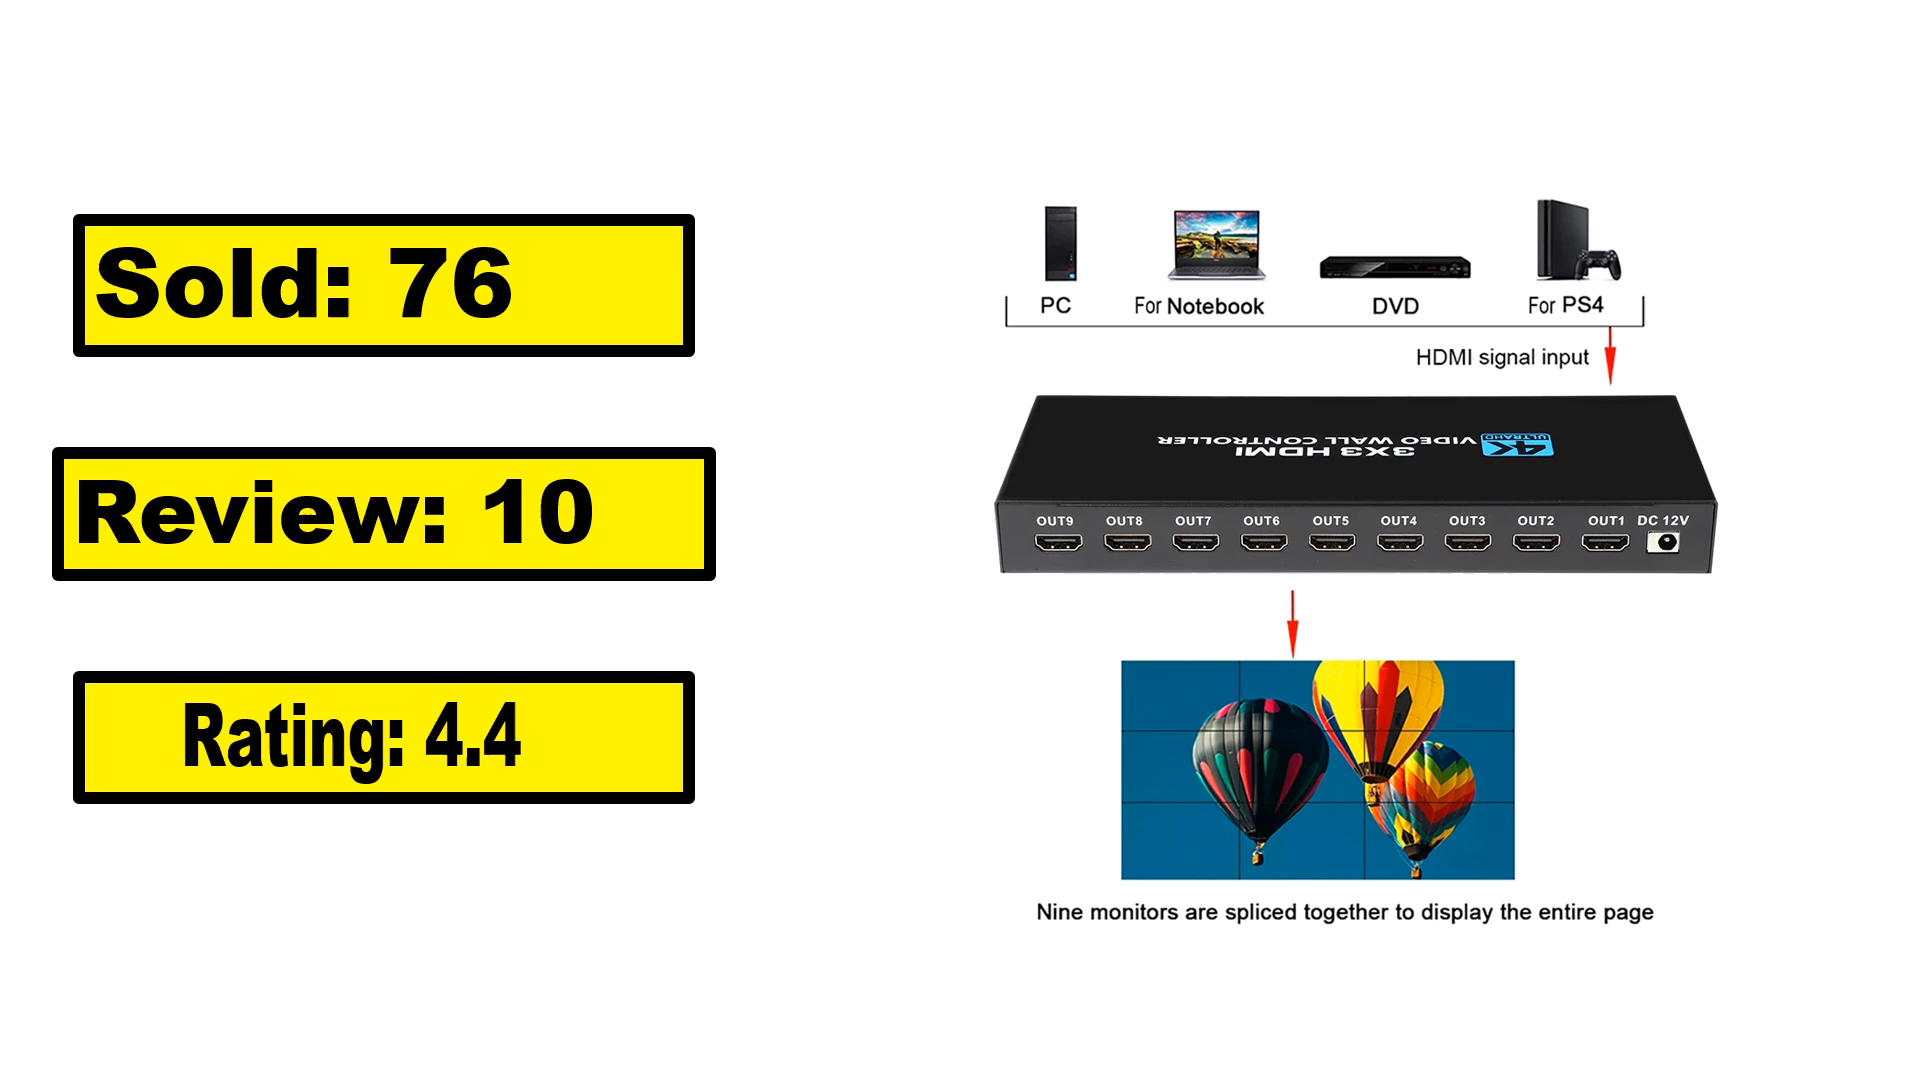 Sold: 76
Review: 10
Rating: 4.4
PC
For Notebook
DVD
For PS4
HDMI signal input
3X3 HDMI
VIDEO WALL CONTROLLER
4K
ULTRAHD
OUT9
OUT8
OUT7
OUT6
OUT5
OUT4
OUT3
OUT2
OUT1
DC 12V
Nine monitors are spliced together to display the entire page